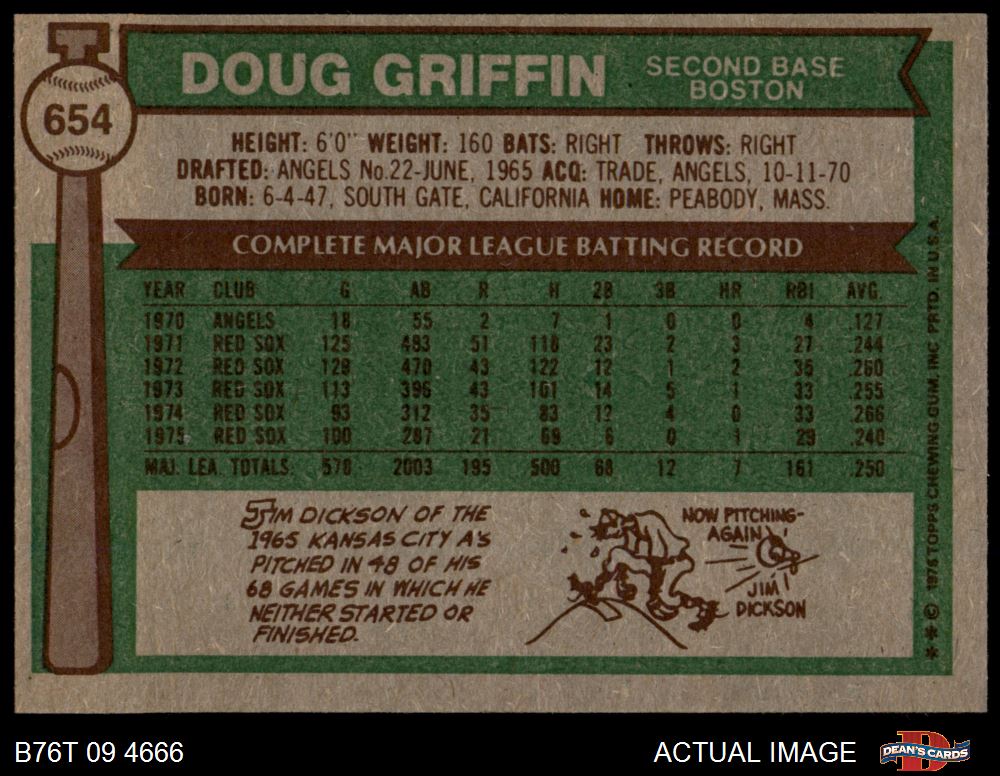 654
DOUG GRIFFIN
SECOND BASE
BOSTON
HEIGHT: 6'0" WEIGHT: 160 BATS: RIGHT THROWS: RIGHT
DRAFTED: ANGELS No.22-JUNE, 1965 ACQ: TRADE, ANGELS, 10-11-70
BORN: 6-4-47, SOUTH GATE, CALIFORNIA HOME: PEABODY, MASS.
COMPLETE MAJOR LEAGUE BATTING RECORD
YEAR CLUB G AB R H 2B 3B HR RBI AVG.
1970 ANGELS 18 55 2 7 1 0 0 4 .127
1971 RED SOX 125 483 51 118 23 2 3 27 .244
1972 RED SOX 129 470 43 122 12 1 2 35 .260
1973 RED SOX 113 396 43 101 14 5 1 33 .255
1974 RED SOX 93 312 35 83 12 4 0 33 .266
1975 RED SOX 100 287 21 69 6 0 1 29 .240
MAJ. LEA. TOTALS 578 2003 195 500 68 12 7 161 .250
JIM DICKSON OF THE
1965 KANSAS CITY A'S
PITCHED IN 48 OF HIS
68 GAMES IN WHICH HE
NEITHER STARTED OR
FINISHED.
NOW PITCHING-
AGAIN
JIM
DICKSON
** © 1976 TOPPS CHEWING GUM, INC PRTD. IN U.S.A.
B76T 09 4666
ACTUAL IMAGE
DEAN'S CARDS